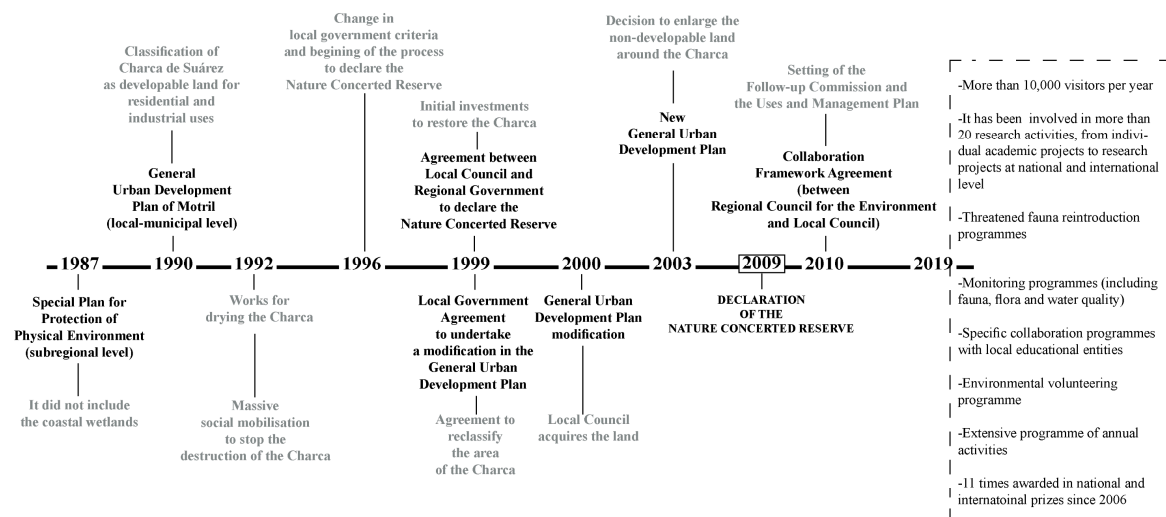 Classification of
Charca de Suárez
as developable land for
residential and
industrial uses
General
Urban Development
Plan of Motril
(local-municipal level)
Change in
local government criteria
and begining of the process
to declare the
Nature Concerted Reserve
Initial investments
to restore the Charca
Agreement between
Local Council and
Regional Government
to declare the
Nature Concerted Reserve
Decision to enlarge the
non-developable land
around the Charca
New
General Urban
Development Plan
Setting of the
Follow-up Commission and
the Uses and Management Plan
Collaboration
Framework Agreement
(between
Regional Council for the Environment
and Local Council)
1987 1990 1992 1996 1999 2000 2003 2009 2010 2019
Special Plan for
Protection of
Physical Environment
(subregional level)
It did not include
the coastal wetlands
Works for
drying the Charca
Massive
social mobilisation
to stop the
destruction of the Charca
Local Government
Agreement
to undertake
a modification in the
General Urban
Development Plan
Agreement to
reclassify
the area
of the Charca
General Urban
Development Plan
modification
Local Council
acquires the land
DECLARATION
OF THE
NATURE CONCERTED RESERVE
-More than 10,000 visitors per year
-It has been involved in more than
20 research activities, from indivi-
dual academic projects to research
projects at national and international
level
-Threatened fauna reintroduction
programmes
-Monitoring programmes (including
fauna, flora and water quality)
-Specific collaboration programmes
with local educational entities
-Environmental volunteering
programme
-Extensive programme of annual
activities
-11 times awarded in national and
internatoinal prizes since 2006